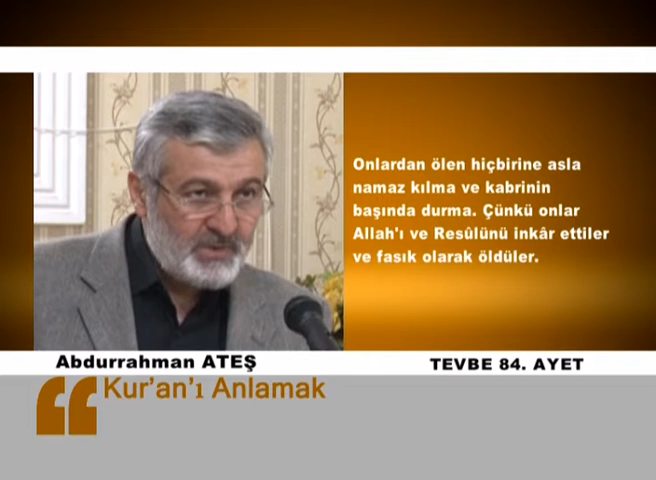 Onlardan ölen hiçbirine asla
namaz kılma ve kabrinin
başında durma. Çünkü onlar
Allah'ı ve Resûlünü inkâr ettiler
ve fasık olarak öldüler.
Abdurrahman ATEŞ
TEVBE 84. AYET
Kur'an'ı Anlamak